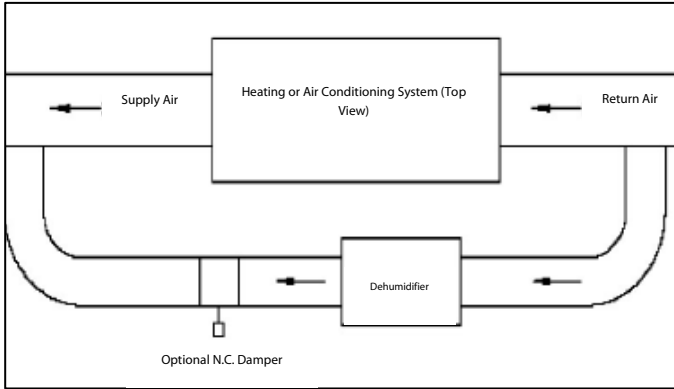 Supply Air
Heating or Air Conditioning System (Top
View)
Return Air
Dehumidifier
Optional N.C. Damper